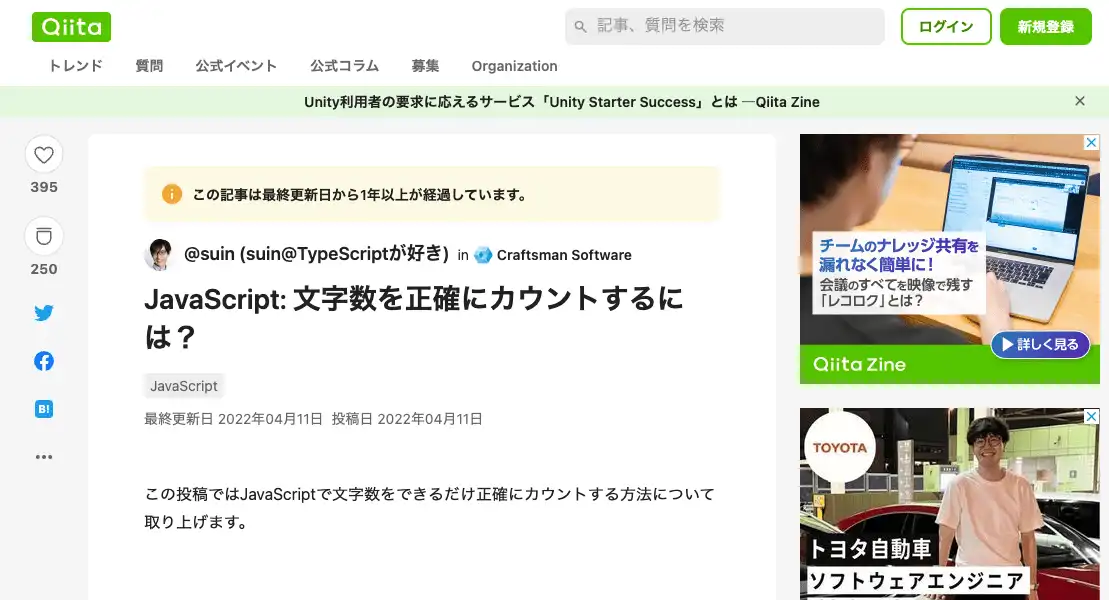 Qiita
記事、質問を検索
ログイン
新規登録
トレンド
質問
公式イベント
公式コラム
募集
Organization
Unity利用者の要求に応えるサービス「Unity Starter Success」とは ─Qiita Zine
395
250
B!
この記事は最終更新日から1年以上が経過しています。
@suin (suin@TypeScriptが好き) in Craftsman Software
JavaScript: 文字数を正確にカウントするに
は？
JavaScript
最終更新日 2022年04月11日 投稿日 2022年04月11日
この投稿ではJavaScriptで文字数をできるだけ正確にカウントする方法について
取り上げます。
チームのナレッジ共有を
漏れなく簡単に!
会議のすべてを映像で残す
「レコログ」とは?
▶詳しく見る
Qiita Zine
TOYOTA
トヨタ自動車
ソフトウェアエンジニア